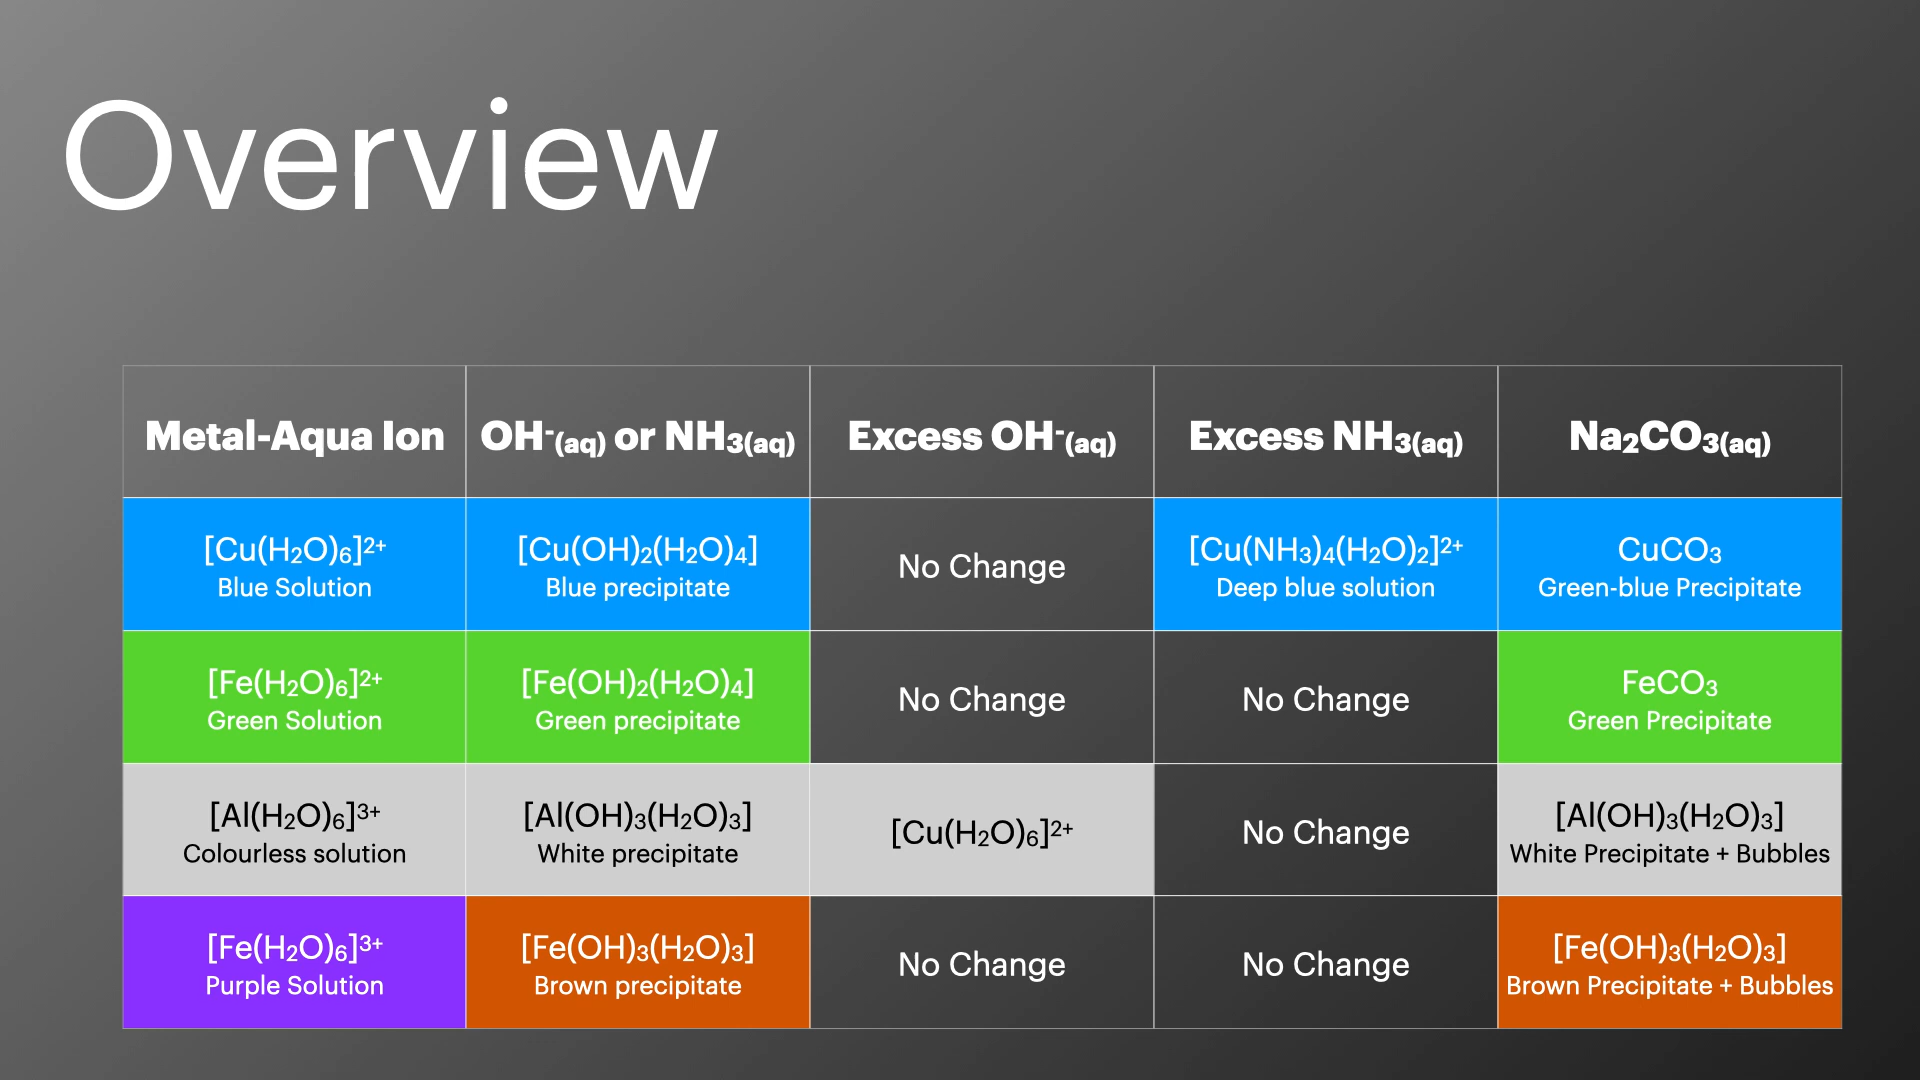 Overview
Metal-Aqua Ion
OH⁻(aq) or NH₃(aq)
Excess OH⁻(aq)
Excess NH₃(aq)
Na₂CO₃(aq)
[Cu(H₂O)₆]²⁺
Blue Solution
[Cu(OH)₂(H₂O)₄]
Blue precipitate
No Change
[Cu(NH₃)₄(H₂O)₂]²⁺
Deep blue solution
CuCO₃
Green-blue Precipitate
[Fe(H₂O)₆]²⁺
Green Solution
[Fe(OH)₂(H₂O)₄]
Green precipitate
No Change
No Change
FeCO₃
Green Precipitate
[Al(H₂O)₆]³⁺
Colourless solution
[Al(OH)₃(H₂O)₃]
White precipitate
[Cu(H₂O)₆]²⁺
No Change
[Al(OH)₃(H₂O)₃]
White Precipitate + Bubbles
[Fe(H₂O)₆]³⁺
Purple Solution
[Fe(OH)₃(H₂O)₃]
Brown precipitate
No Change
No Change
[Fe(OH)₃(H₂O)₃]
Brown Precipitate + Bubbles